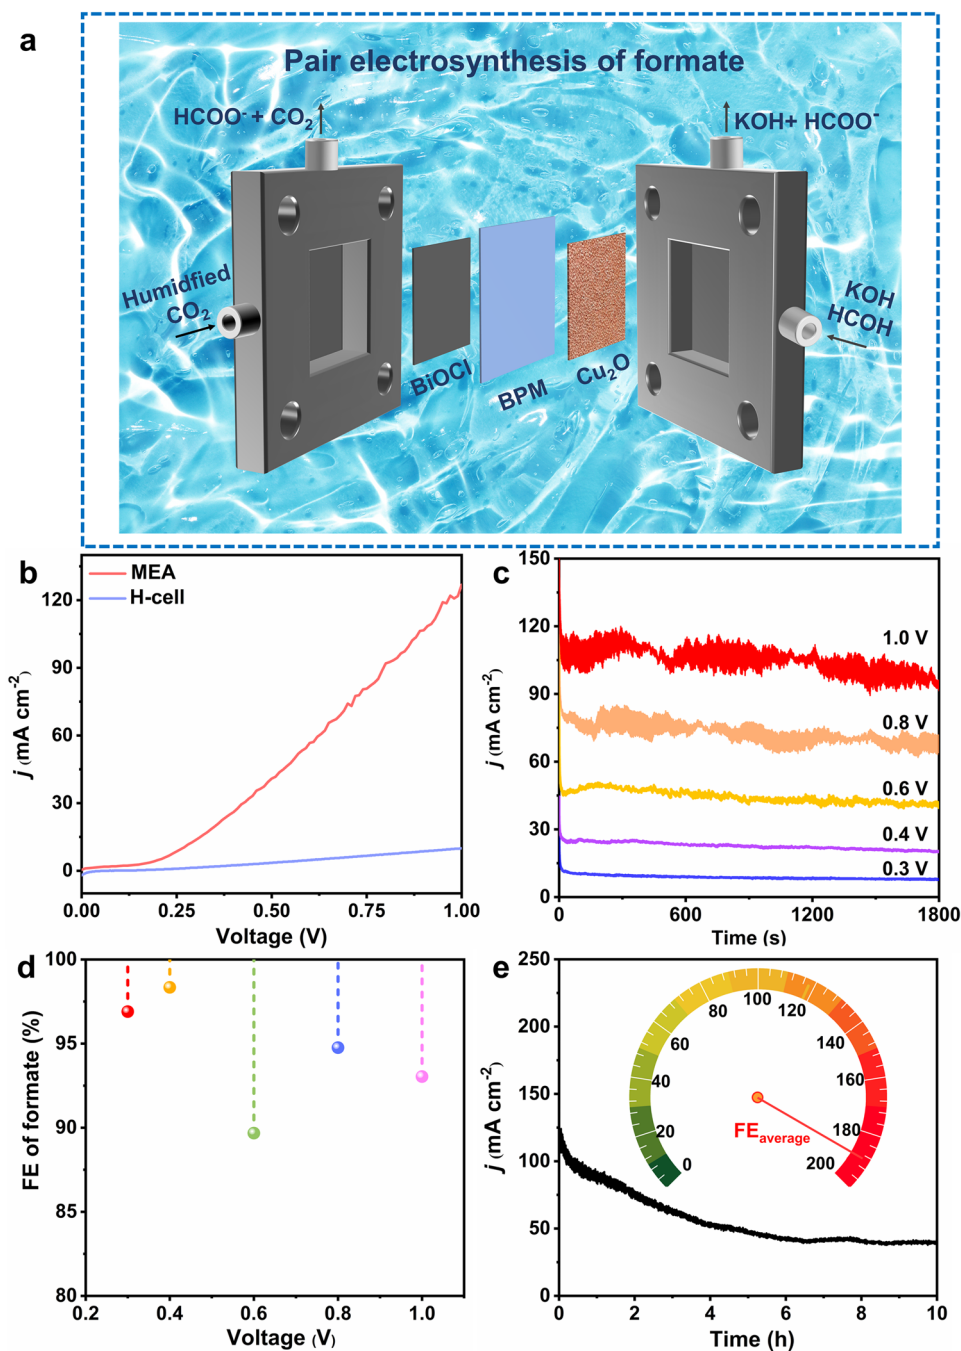 a
Pair electrosynthesis of formate
HCOO⁻ + CO₂
KOH+ HCOO⁻
Humidfied
CO₂
KOH
HCOH
BiOCl
BPM
Cu₂O
b
MEA
H-cell
120
90
60
30
0
j (mA cm⁻²)
0.00
0.25
0.50
0.75
1.00
Voltage (V)
c
150
120
90
60
30
0
j (mA cm⁻²)
1.0 V
0.8 V
0.6 V
0.4 V
0.3 V
0
600
1200
1800
Time (s)
d
100
95
90
85
80
FE of formate (%)
0.2
0.4
0.6
0.8
1.0
Voltage (V)
e
250
200
150
100
50
0
j (mA cm⁻²)
0
20
40
60
80
100
120
140
160
180
200
FEaverage
0
2
4
6
8
10
Time (h)